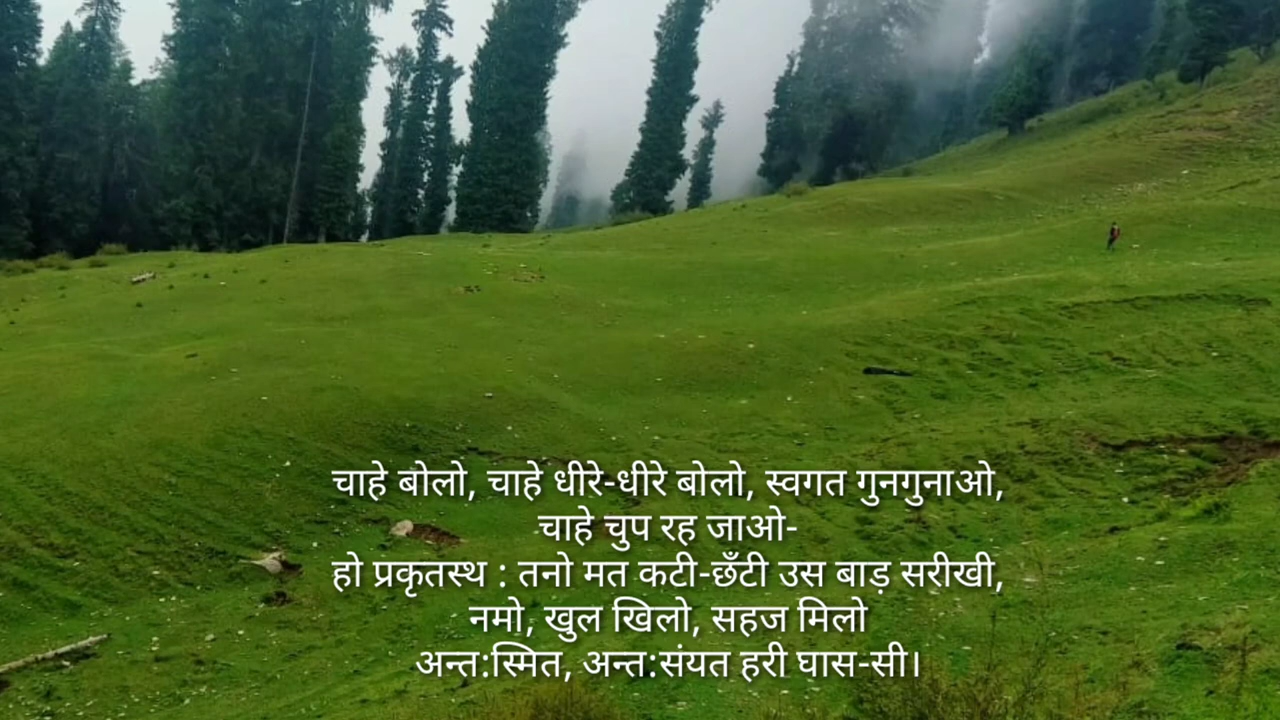 चाहे बोलो, चाहे धीरे-धीरे बोलो, स्वगत गुनगुनाओ,
चाहे चुप रह जाओ-
हो प्रकृतस्थ : तनो मत कटी-छँटी उस बाड़ सरीखी,
नमो, खुल खिलो, सहज मिलो
अन्त:स्मित, अन्त:संयत हरी घास-सी।